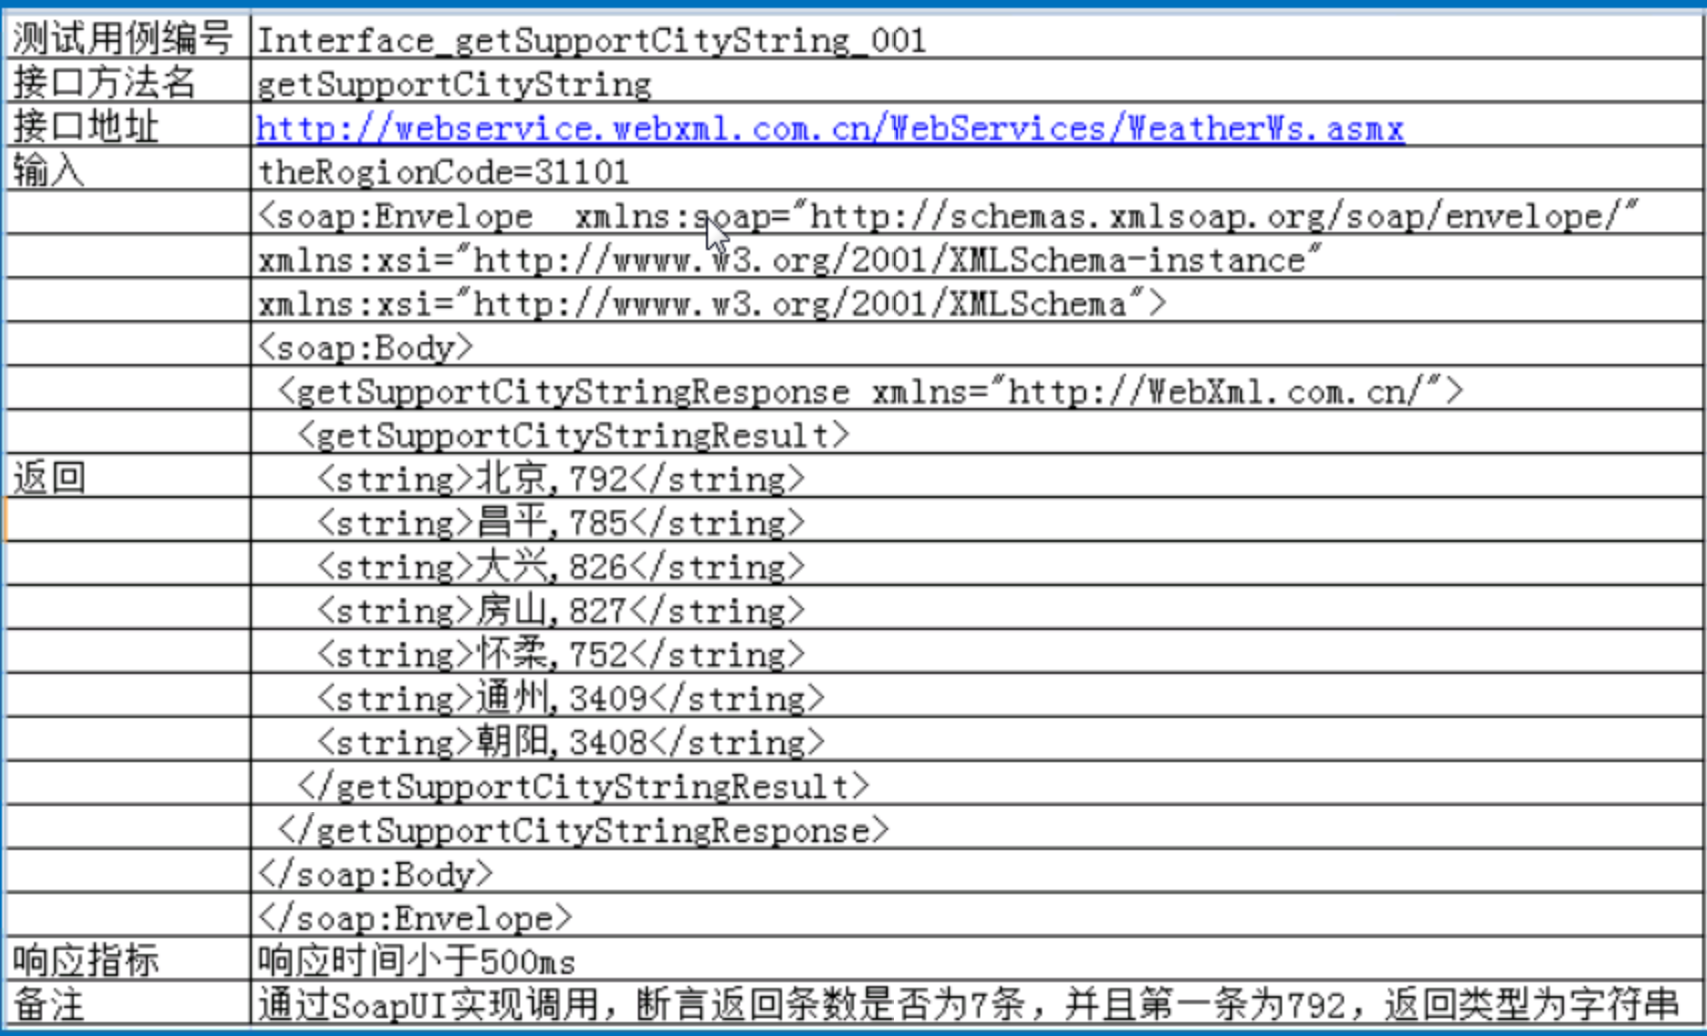 测试用例编号 Interface_getSupportCityString_001
接口方法名 getSupportCityString
接口地址 http://webservice.webxml.com.cn/WebServices/WeatherWs.asmx
输入 theRogionCode=31101
<soap:Envelope  xmlns:soap="http://schemas.xmlsoap.org/soap/envelope/"
xmlns:xsi="http://www.w3.org/2001/XMLSchema-instance"
xmlns:xsi="http://www.w3.org/2001/XMLSchema">
<soap:Body>
<getSupportCityStringResponse xmlns="http://WebXml.com.cn/">
<getSupportCityStringResult>
返回 <string>北京,792</string>
<string>昌平,785</string>
<string>大兴,826</string>
<string>房山,827</string>
<string>怀柔,752</string>
<string>通州,3409</string>
<string>朝阳,3408</string>
</getSupportCityStringResult>
</getSupportCityStringResponse>
</soap:Body>
</soap:Envelope>
响应指标 响应时间小于500ms
备注 通过SoapUI实现调用，断言返回条数是否为7条，并且第一条为792，返回类型为字符串